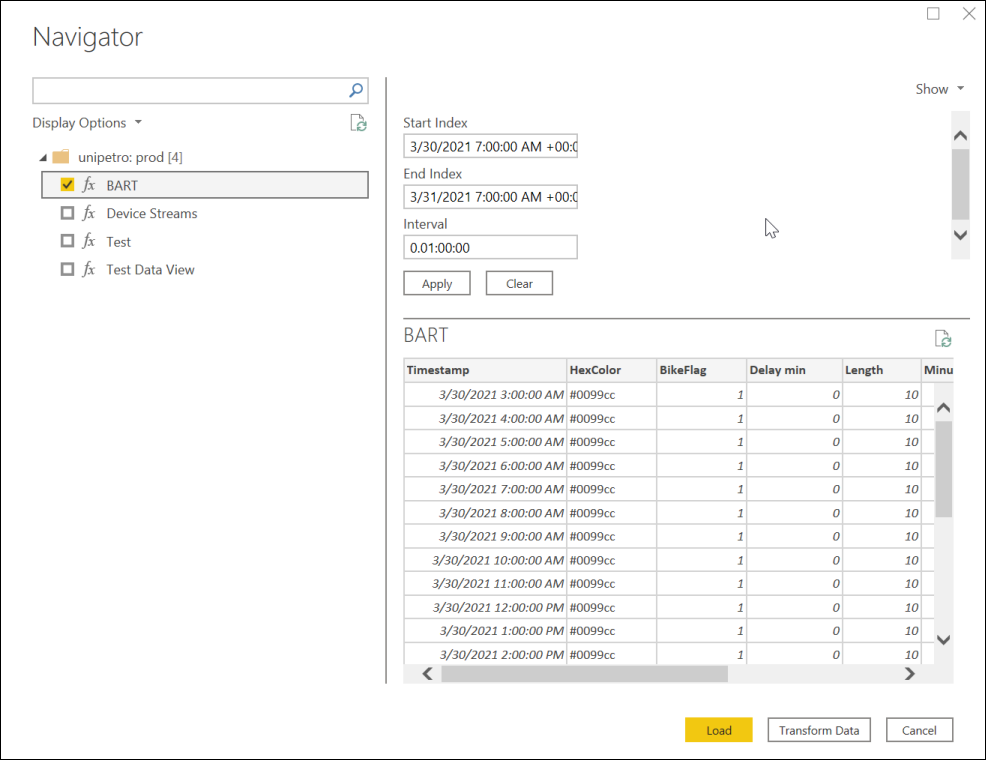 Navigator
Show
Display Options
unipetro: prod [4]
fx BART
fx Device Streams
fx Test
fx Test Data View
Start Index
3/30/2021 7:00:00 AM +00:0
End Index
3/31/2021 7:00:00 AM +00:0
Interval
0.01:00:00
Apply Clear
BART
Timestamp HexColor BikeFlag Delay min Length Minu
3/30/2021 3:00:00 AM #0099cc 1 0 10
3/30/2021 4:00:00 AM #0099cc 1 0 10
3/30/2021 5:00:00 AM #0099cc 1 0 10
3/30/2021 6:00:00 AM #0099cc 1 0 10
3/30/2021 7:00:00 AM #0099cc 1 0 10
3/30/2021 8:00:00 AM #0099cc 1 0 10
3/30/2021 9:00:00 AM #0099cc 1 0 10
3/30/2021 10:00:00 AM #0099cc 1 0 10
3/30/2021 11:00:00 AM #0099cc 1 0 10
3/30/2021 12:00:00 PM #0099cc 1 0 10
3/30/2021 1:00:00 PM #0099cc 1 0 10
3/30/2021 2:00:00 PM #0099cc 1 0 10
Load Transform Data Cancel